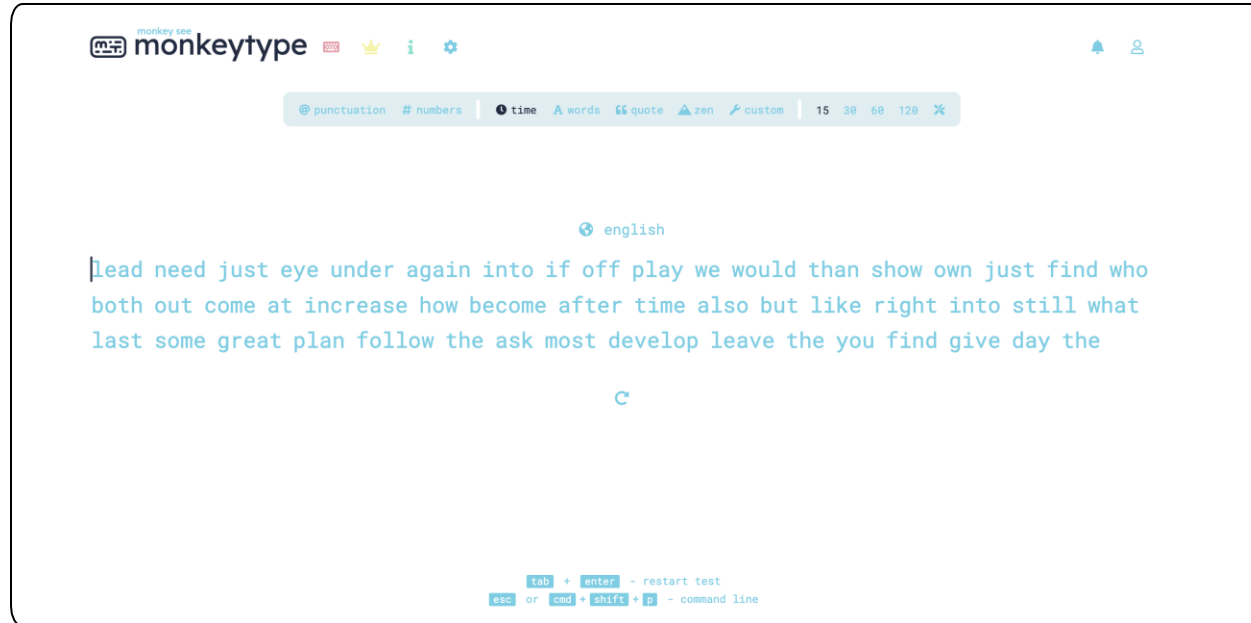 monkey see
monkeytype
@ punctuation # numbers time A words quote zen custom 15 30 60 120
english
lead need just eye under again into if off play we would than show own just find who
both out come at increase how become after time also but like right into still what
last some great plan follow the ask most develop leave the you find give day the
tab + enter - restart test
esc or cmd + shift + p - command line